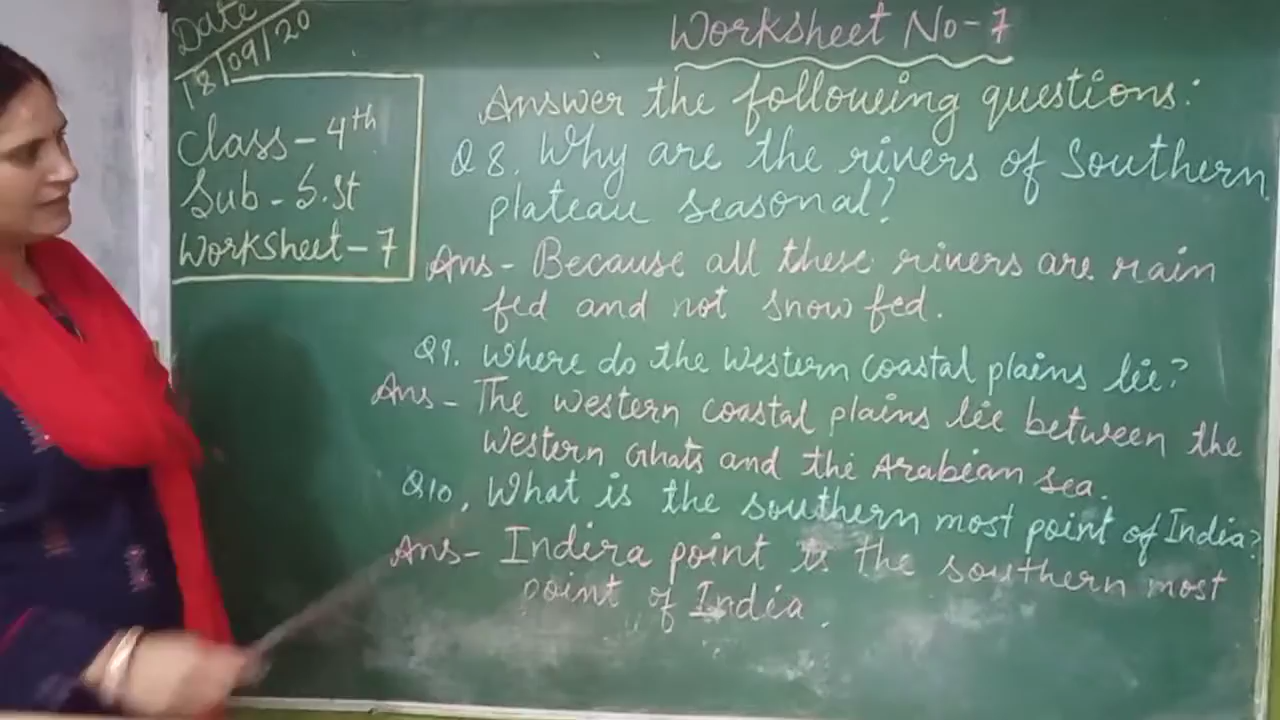 Date
18/09/20
Class - 4th
Sub - S.St
Worksheet - 7
Worksheet No - 7
Answer the following questions:
Q 8. Why are the rivers of Southern
plateau seasonal?
Ans - Because all these rivers are rain
fed and not snow fed.
Q9. Where do the Western coastal plains lie?
Ans - The western coastal plains lie between the
western Ghats and the Arabian sea.
Q10. What is the southern most point of India?
Ans - Indira point is the southern most
point of India.